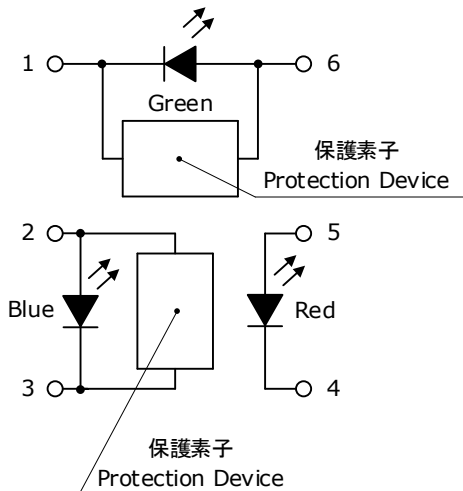 1
6
Green
保護素子
Protection Device
2
5
Blue
Red
3
4
保護素子
Protection Device